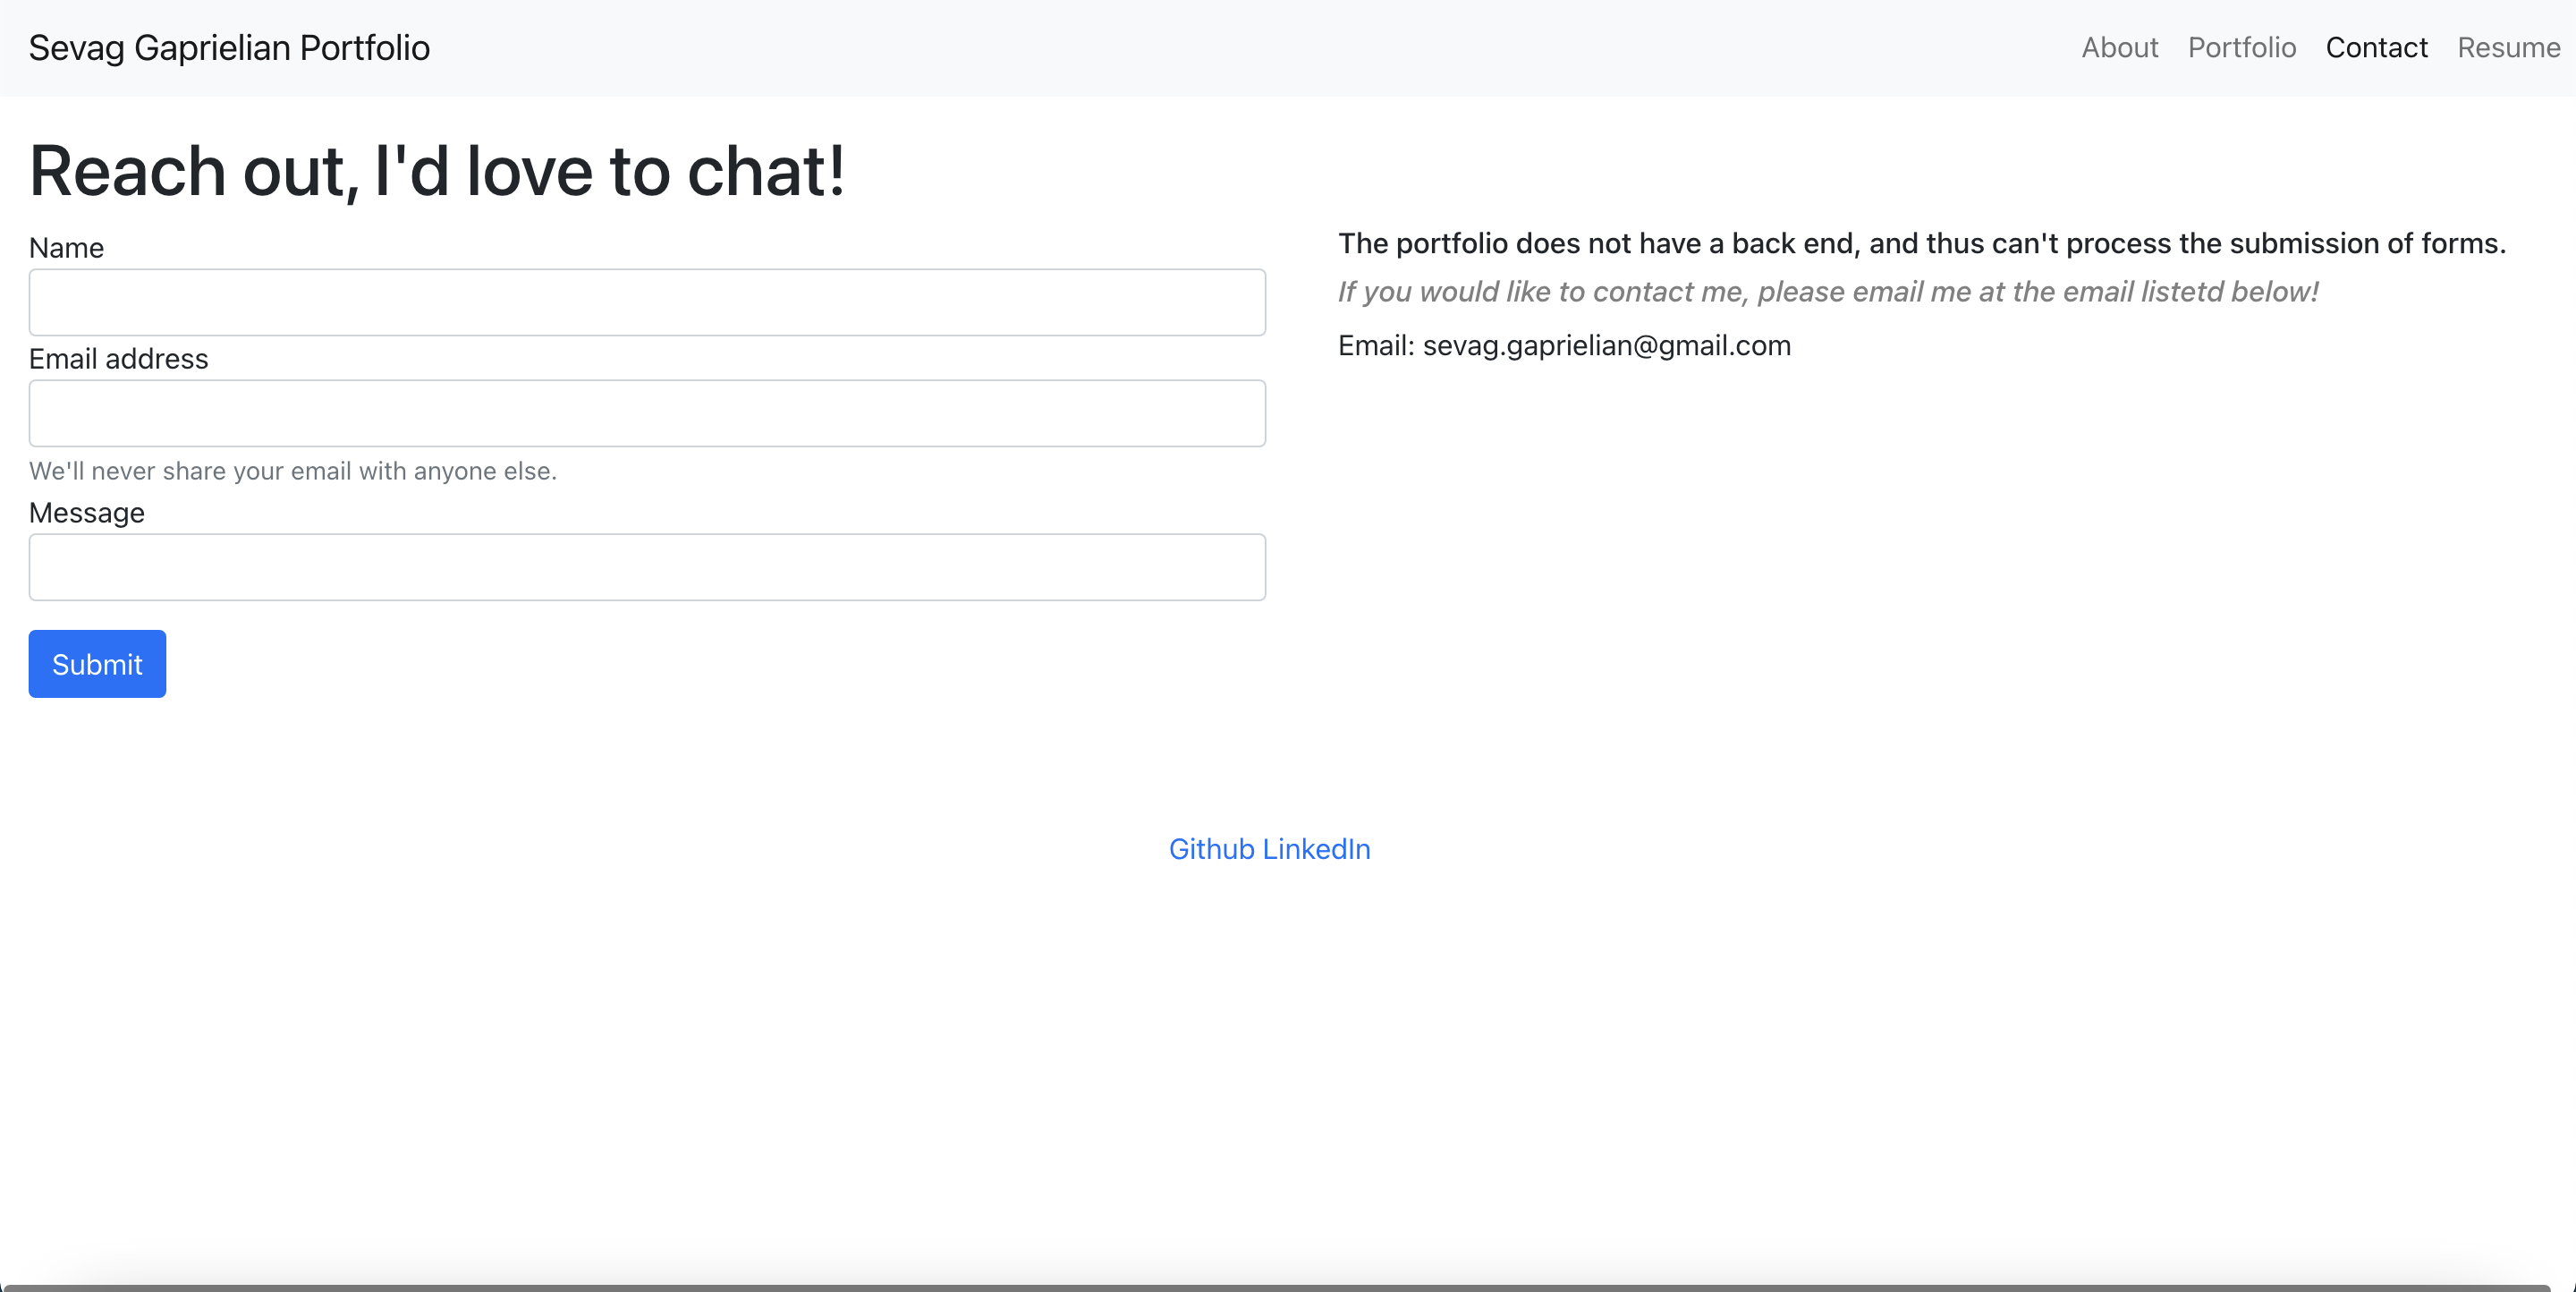 Sevag Gaprielian Portfolio
About Portfolio Contact Resume
Reach out, I'd love to chat!
Name
Email address
We'll never share your email with anyone else.
Message
Submit
The portfolio does not have a back end, and thus can't process the submission of forms.
If you would like to contact me, please email me at the email listetd below!
Email: sevag.gaprielian@gmail.com
Github LinkedIn